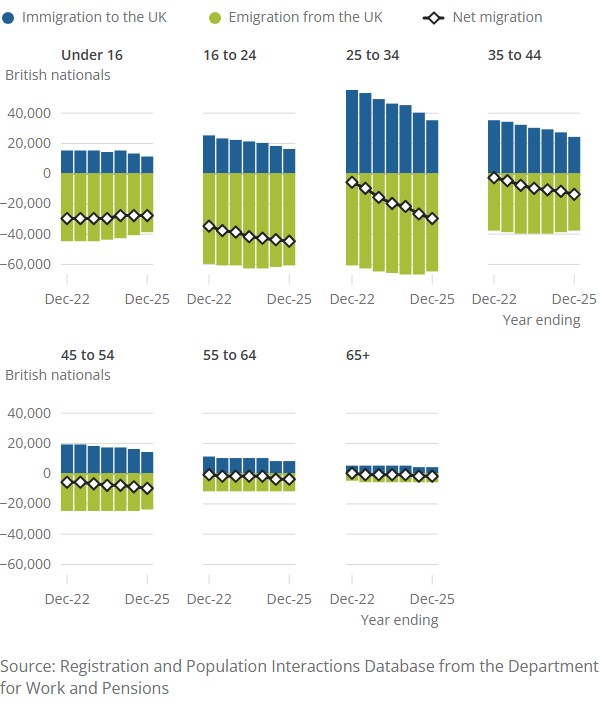 Immigration to the UK Emigration from the UK Net migration
Under 16 16 to 24 25 to 34 35 to 44
British nationals
40,000
20,000
0
−20,000
−40,000
−60,000
Dec-22 Dec-25 Dec-22 Dec-25 Dec-22 Dec-25 Dec-22 Dec-25
Year ending
45 to 54 55 to 64 65+
British nationals
40,000
20,000
0
−20,000
−40,000
−60,000
Dec-22 Dec-25 Dec-22 Dec-25 Dec-22 Dec-25
Year ending
Source: Registration and Population Interactions Database from the Department
for Work and Pensions